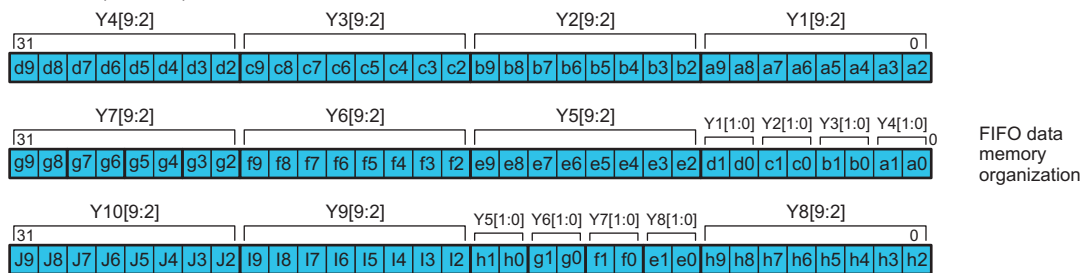 Y4[9:2] Y3[9:2] Y2[9:2] Y1[9:2]
31 0
d9 d8 d7 d6 d5 d4 d3 d2 c9 c8 c7 c6 c5 c4 c3 c2 b9 b8 b7 b6 b5 b4 b3 b2 a9 a8 a7 a6 a5 a4 a3 a2
Y7[9:2] Y6[9:2] Y5[9:2] Y1[1:0] Y2[1:0] Y3[1:0] Y4[1:0]
31 0
g9 g8 g7 g6 g5 g4 g3 g2 f9 f8 f7 f6 f5 f4 f3 f2 e9 e8 e7 e6 e5 e4 e3 e2 d1 d0 c1 c0 b1 b0 a1 a0
FIFO data
memory
organization
Y10[9:2] Y9[9:2] Y5[1:0] Y6[1:0] Y7[1:0] Y8[1:0] Y8[9:2]
31 0
J9 J8 J7 J6 J5 J4 J3 J2 I9 I8 I7 I6 I5 I4 I3 I2 h1 h0 g1 g0 f1 f0 e1 e0 h9 h8 h7 h6 h5 h4 h3 h2